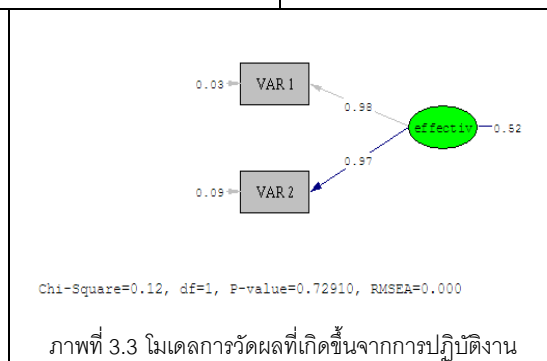 0.03
VAR 1
0.98
effectiv
0.52
0.97
0.09
VAR 2
Chi-Square=0.12, df=1, P-value=0.72910, RMSEA=0.000
ภาพที่ 3.3 โมเดลการวัดผลที่เกิดขึ้นจากการปฏิบัติงาน